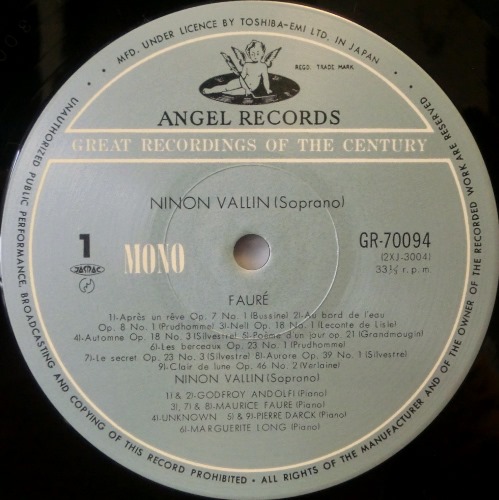 • MFD. UNDER LICENCE BY TOSHIBA-EMI LTD. IN JAPAN •
REGD. TRADE MARK
ANGEL RECORDS
GREAT RECORDINGS OF THE CENTURY
NINON VALLIN (Soprano)
1
MONO
GR-70094
(2XJ-3004)
33⅓ r. p. m.
JASRAC
FAURÉ
1)-Après un rêve Op. 7 No. 1 (Bussine) 2)-Au bord de l'eau
Op. 8 No. 1 (Prudhomme) 3)-Nell Op. 18 No. 1 (Leconte de Lisle)
4)-Automne Op. 18 No. 3 (Silvestre) 5)-Poème d'un jour op. 21 (Grandmougin)
6)-Les berceaux Op. 23 No. 1 (Prudhomme)
7)-Le secret Op. 23 No. 3 (Silvestre) 8)-Aurore Op. 39 No. 1 (Silvestre)
9)-Clair de lune Op. 46 No. 2 (Verlaine)
NINON VALLIN (Soprano)
1) & 2)-GODFROY ANDOLFI (Piano)
3), 7) & 8)-MAURICE FAURE (Piano)
4)-UNKNOWN 5) & 9)-PIERRE DARCK (Piano)
6)-MARGUERITE LONG (Piano)
UNAUTHORIZED PUBLIC PERFORMANCE, BROADCASTING AND COPYING OF THIS RECORD PROHIBITED • ALL RIGHTS OF THE MANUFACTURER AND OF THE OWNER OF THE RECORDED WORK ARE RESERVED